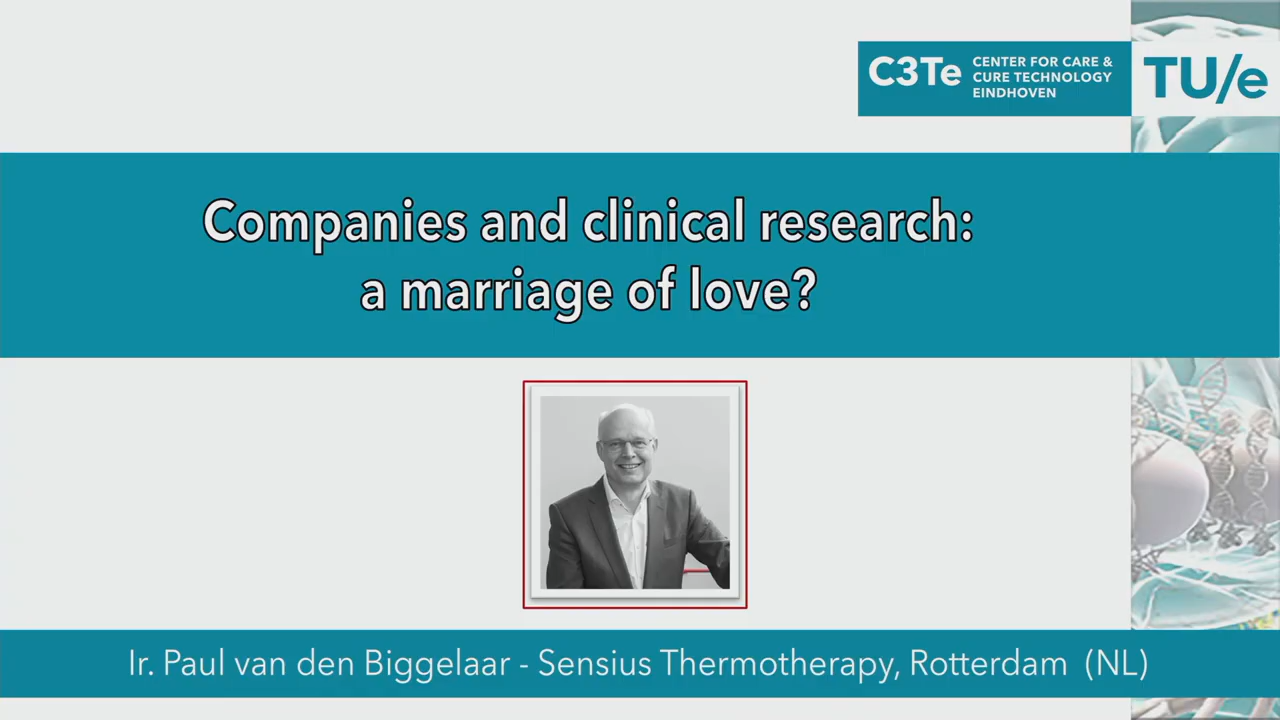 C3Te
CENTER FOR CARE &
CURE TECHNOLOGY
EINDHOVEN
TU/e
Companies and clinical research:
a marriage of love?
Ir. Paul van den Biggelaar - Sensius Thermotherapy, Rotterdam (NL)